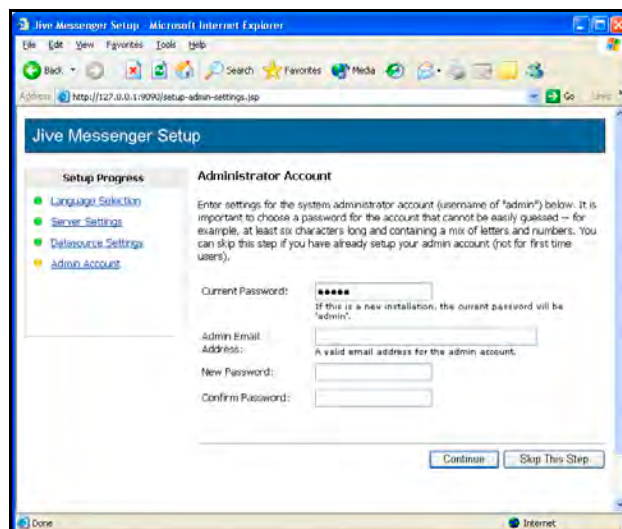 Jive Messenger Setup - Microsoft Internet Explorer
File Edit View Favorites Tools Help
Back Search Favorites Media
Address http://127.0.0.1:9090/setup-admin-settings.jsp Go Links
Jive Messenger Setup
Setup Progress
Language Selection
Server Settings
Datasource Settings
Admin Account
Administrator Account
Enter settings for the system administrator account (username of "admin") below. It is
important to choose a password for the account that cannot be easily guessed -- for
example, at least six characters long and containing a mix of letters and numbers. You
can skip this step if you have already setup your admin account (not for first time
users).
Current Password:
If this is a new installation, the current password will be
"admin".
Admin Email
Address:
A valid email address for the admin account.
New Password:
Confirm Password:
Continue Skip This Step
Done Internet